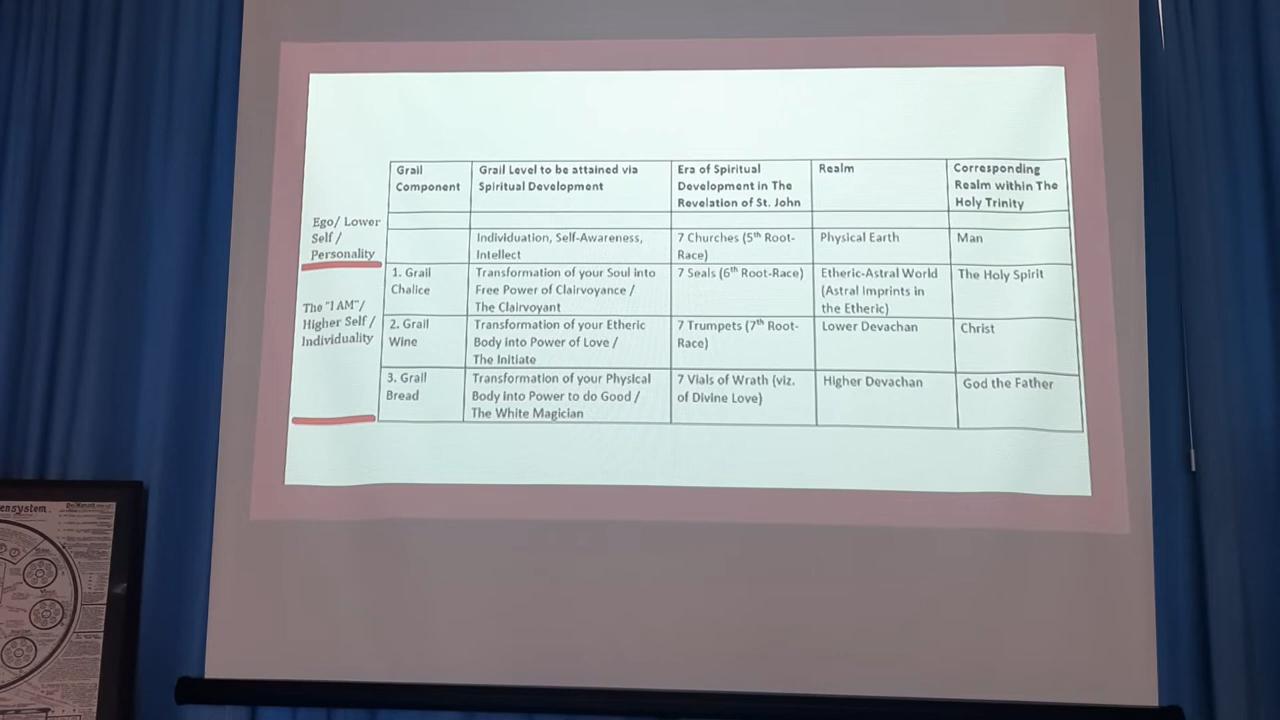 Grail
Component
Grail Level to be attained via
Spiritual Development
Era of Spiritual
Development in The
Revelation of St. John
Realm
Corresponding
Realm within The
Holy Trinity
Ego/ Lower
Self /
Personality
Individuation, Self-Awareness,
Intellect
7 Churches (5th Root-
Race)
Physical Earth
Man
The "I AM"/
Higher Self /
Individuality
1. Grail
Chalice
Transformation of your Soul into
Free Power of Clairvoyance /
The Clairvoyant
7 Seals (6th Root-Race)
Etheric-Astral World
(Astral Imprints in
the Etheric)
The Holy Spirit
2. Grail
Wine
Transformation of your Etheric
Body into Power of Love /
The Initiate
7 Trumpets (7th Root-
Race)
Lower Devachan
Christ
3. Grail
Bread
Transformation of your Physical
Body into Power to do Good /
The White Magician
7 Vials of Wrath (viz.
of Divine Love)
Higher Devachan
God the Father
ensystem.